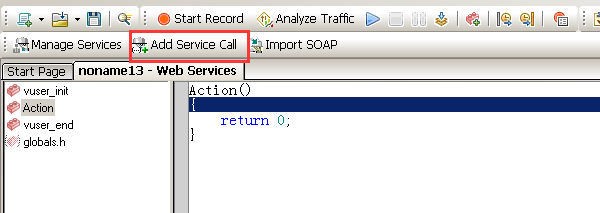 Start Record Analyze Traffic
Manage Services Add Service Call Import SOAP
Start Page noname13 - Web Services
vuser_init
Action
vuser_end
globals.h
Action()
{
return 0;
}